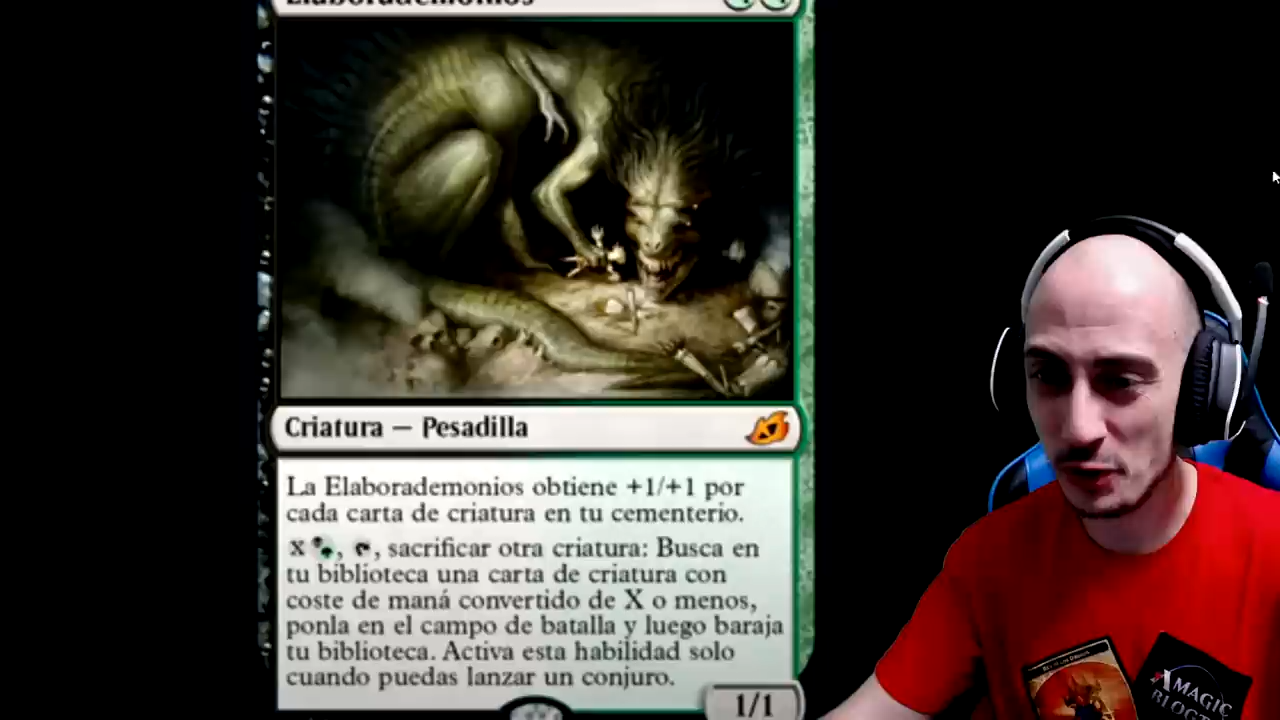 Elaborademonios
Criatura — Pesadilla
La Elaborademonios obtiene +1/+1 por
cada carta de criatura en tu cementerio.
X , , sacrificar otra criatura: Busca en
tu biblioteca una carta de criatura con
coste de maná convertido de X o menos,
ponla en el campo de batalla y luego baraja
tu biblioteca. Activa esta habilidad solo
cuando puedas lanzar un conjuro.
1/1
MAGIC